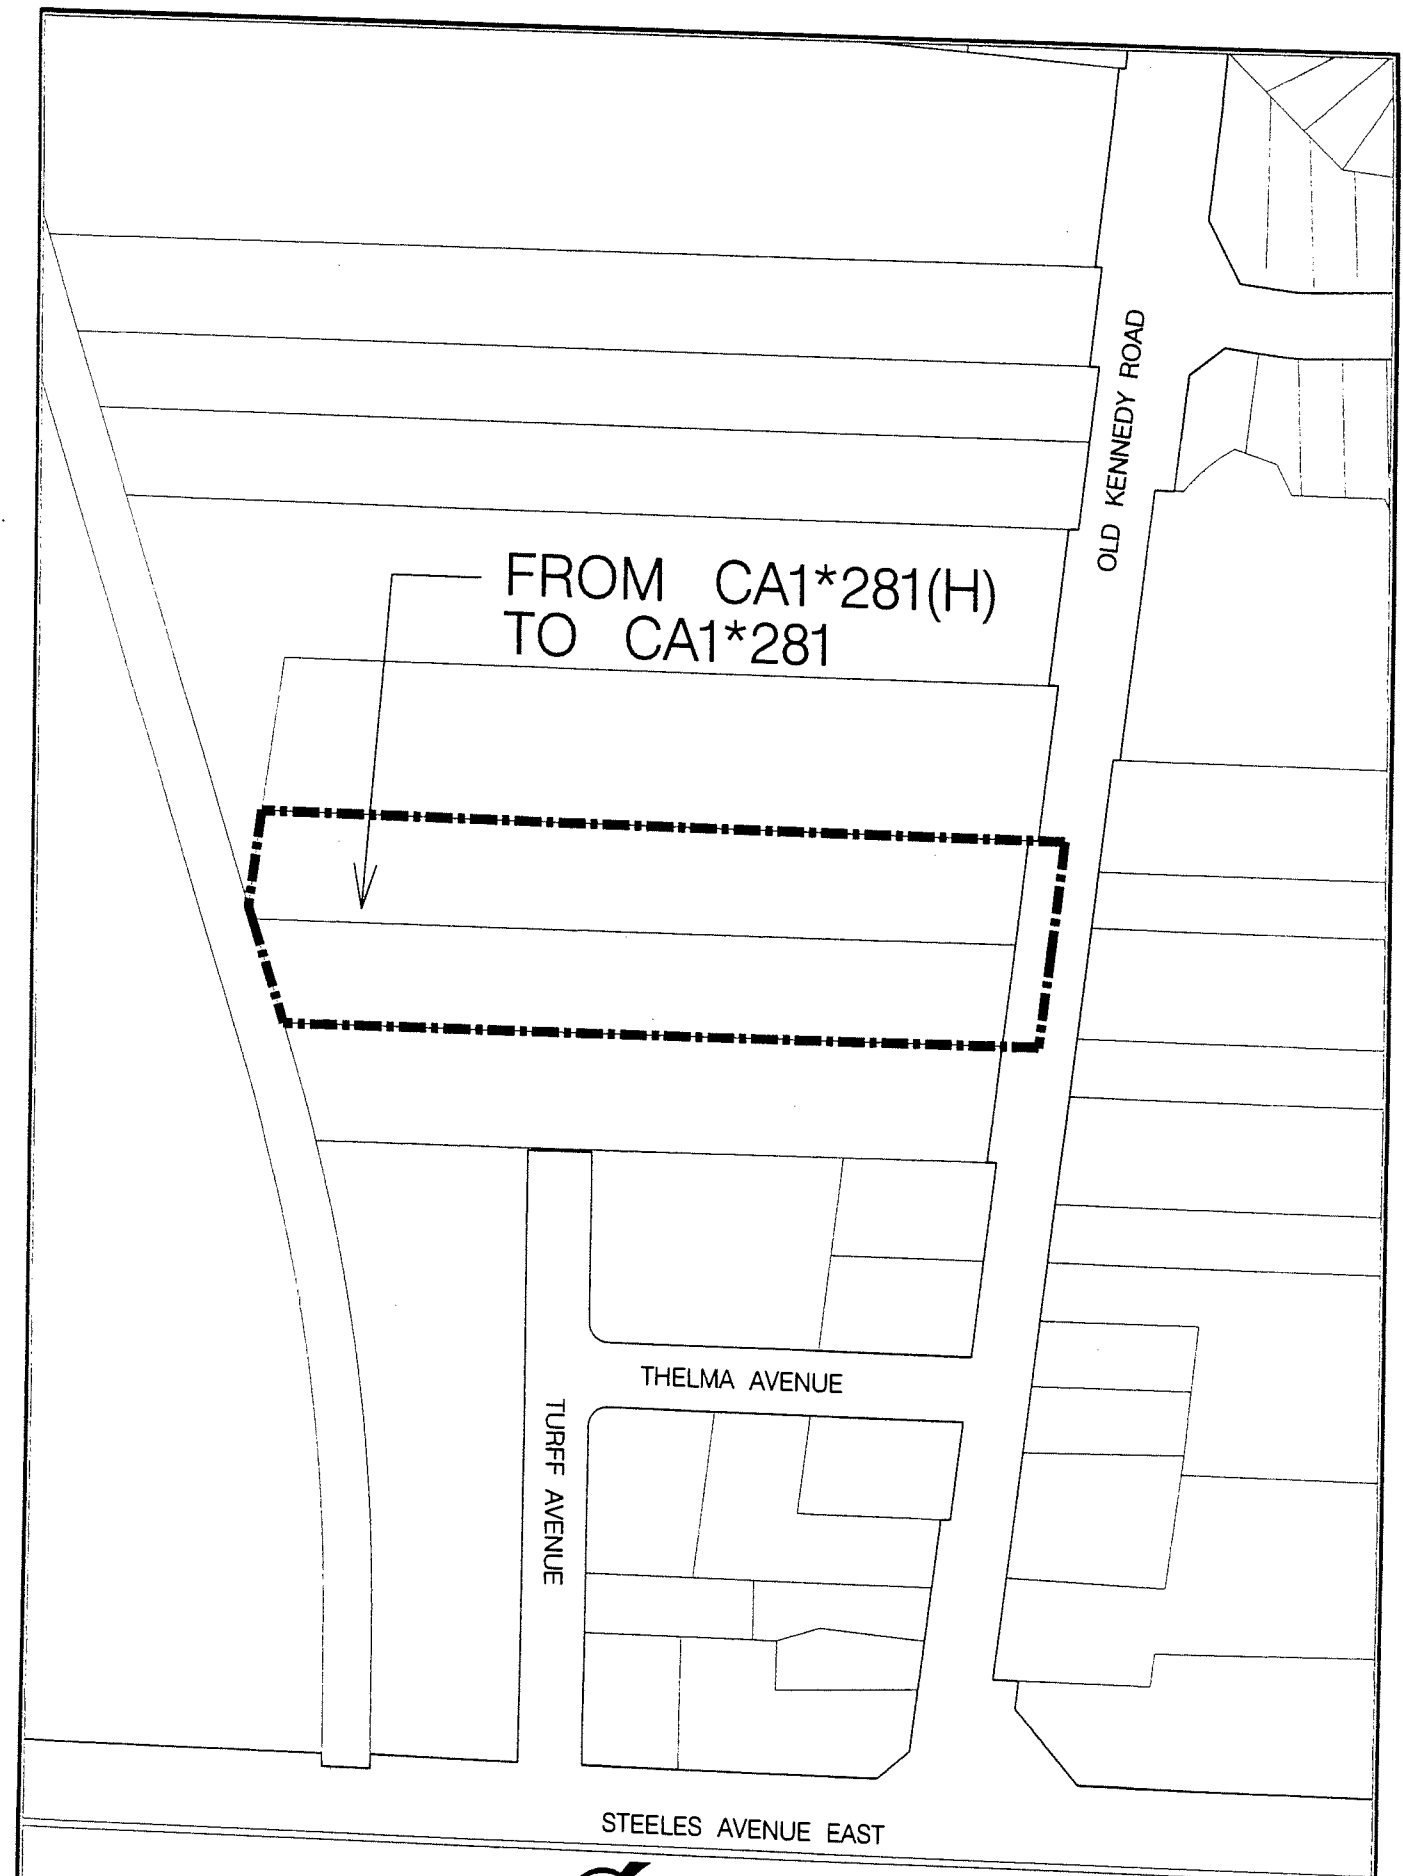 OLD KENNEDY ROAD
FROM CA1*281(H)
TO CA1*281
THELMA AVENUE
TURFF AVENUE
STEELES AVENUE EAST